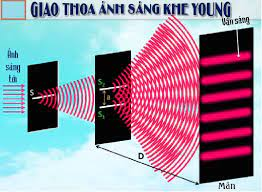 GIAO THOA ÁNH SÁNG KHE YOUNG
Vân sáng
Ánh
sáng
tới
S
S₂
a
S₁
D
Màn